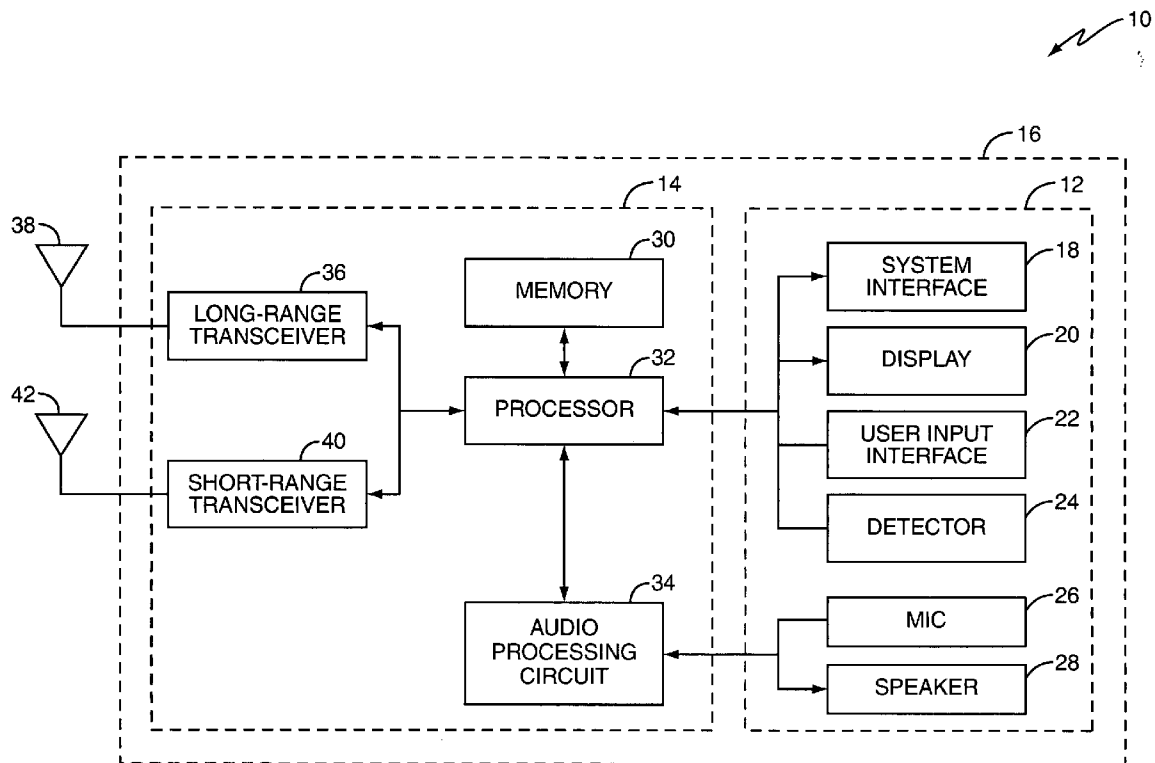 10
16
14
12
38
36
LONG-RANGE
TRANSCEIVER
30
MEMORY
18
SYSTEM
INTERFACE
32
PROCESSOR
20
DISPLAY
42
40
SHORT-RANGE
TRANSCEIVER
22
USER INPUT
INTERFACE
24
DETECTOR
34
AUDIO
PROCESSING
CIRCUIT
26
MIC
28
SPEAKER